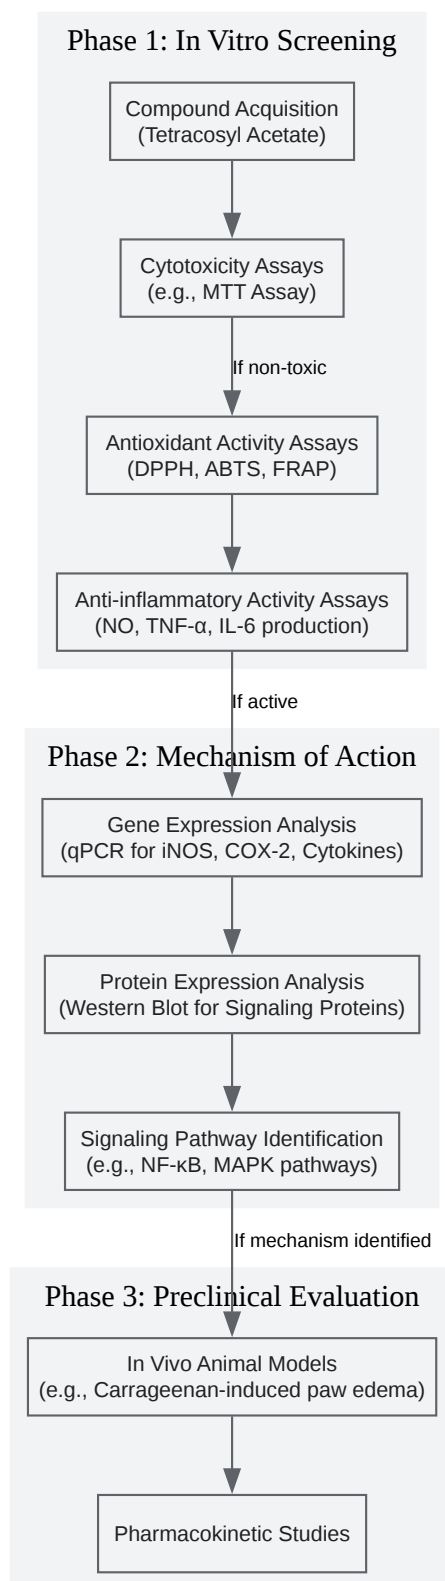 Phase 1: In Vitro Screening
Compound Acquisition
(Tetracosyl Acetate)
Cytotoxicity Assays
(e.g., MTT Assay)
If non-toxic
Antioxidant Activity Assays
(DPPH, ABTS, FRAP)
Anti-inflammatory Activity Assays
(NO, TNF-α, IL-6 production)
If active
Phase 2: Mechanism of Action
Gene Expression Analysis
(qPCR for iNOS, COX-2, Cytokines)
Protein Expression Analysis
(Western Blot for Signaling Proteins)
Signaling Pathway Identification
(e.g., NF-κB, MAPK pathways)
If mechanism identified
Phase 3: Preclinical Evaluation
In Vivo Animal Models
(e.g., Carrageenan-induced paw edema)
Pharmacokinetic Studies